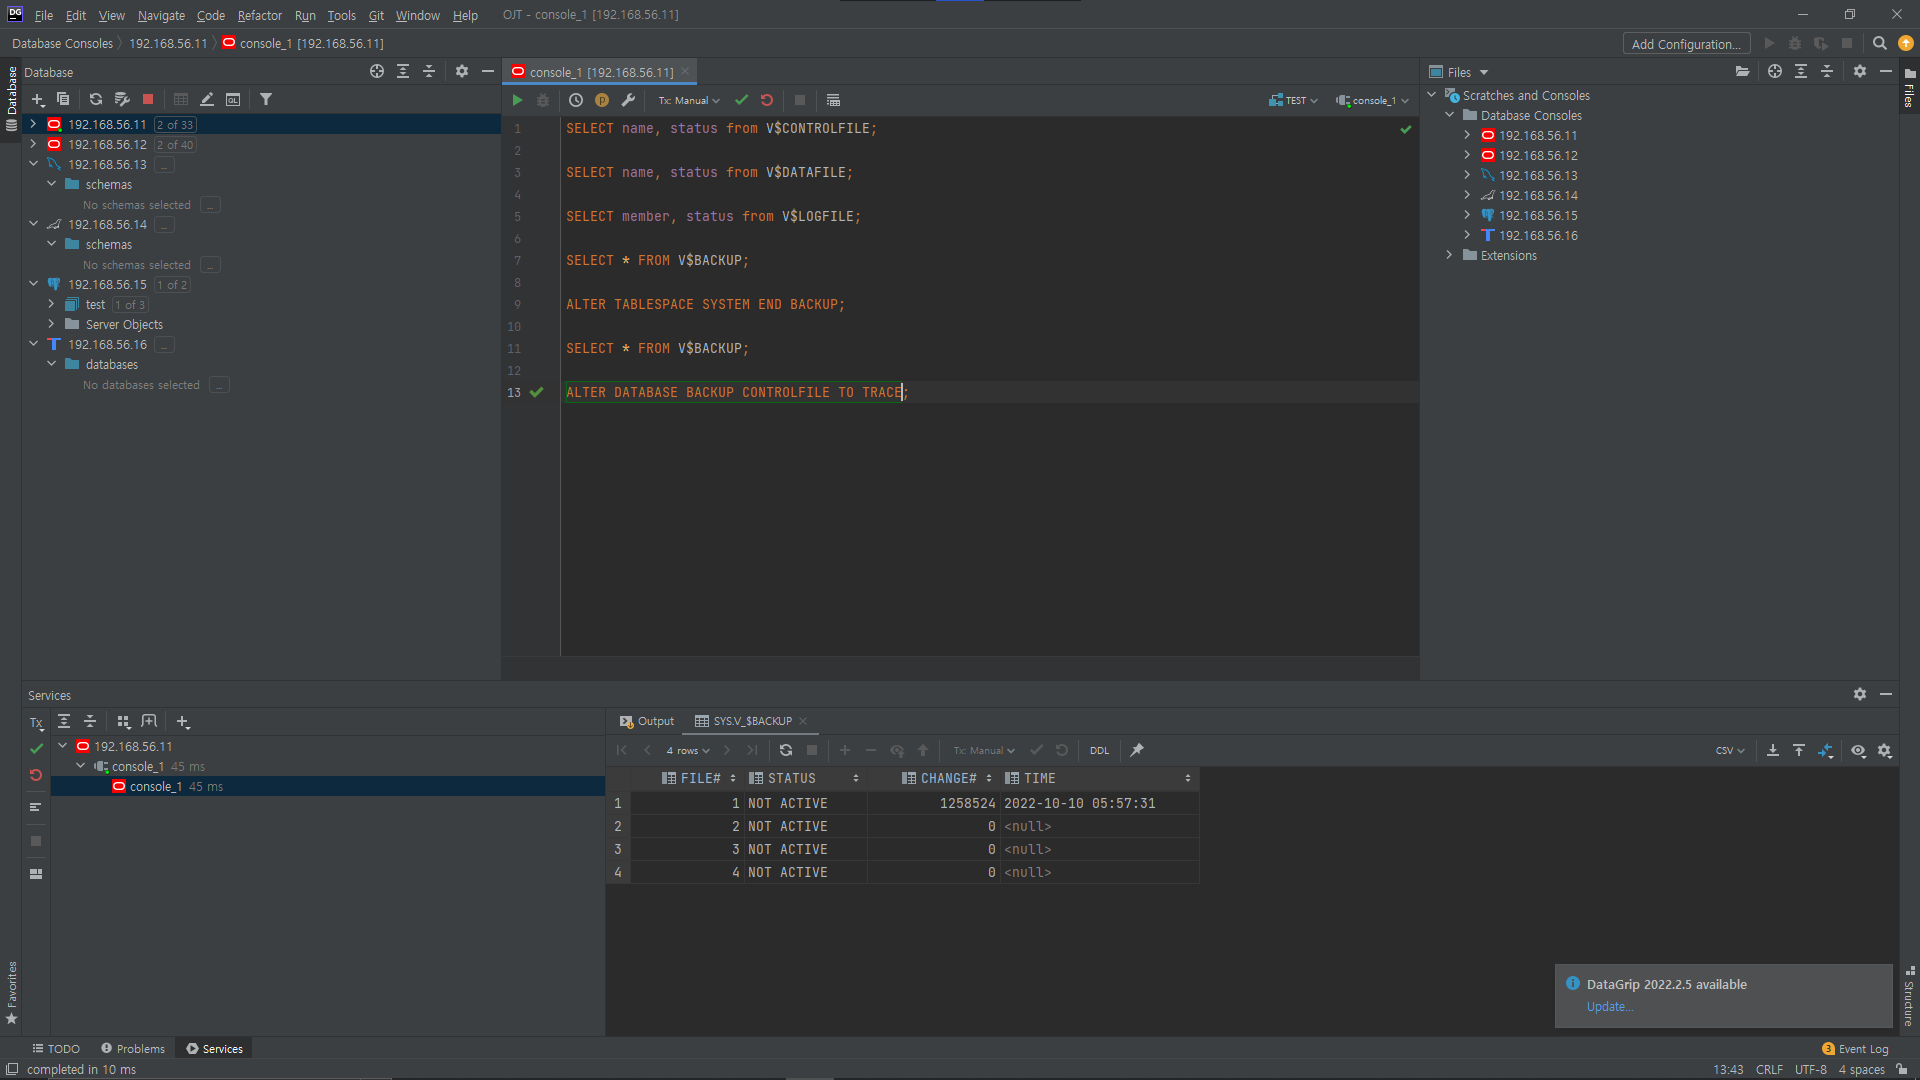 DG File Edit View Navigate Code Refactor Run Tools Git Window Help OJT - console_1 [192.168.56.11]
Database Consoles 192.168.56.11 console_1 [192.168.56.11] Add Configuration...
Database
Database
console_1 [192.168.56.11]
Files
Files
Tx: Manual TEST console_1
192.168.56.11 2 of 33
192.168.56.12 2 of 40
192.168.56.13 ...
schemas
No schemas selected ...
192.168.56.14 ...
schemas
No schemas selected ...
192.168.56.15 1 of 2
test 1 of 3
Server Objects
192.168.56.16 ...
databases
No databases selected ...
1 SELECT name, status from V$CONTROLFILE;
2
3 SELECT name, status from V$DATAFILE;
4
5 SELECT member, status from V$LOGFILE;
6
7 SELECT * FROM V$BACKUP;
8
9 ALTER TABLESPACE SYSTEM END BACKUP;
10
11 SELECT * FROM V$BACKUP;
12
13 ALTER DATABASE BACKUP CONTROLFILE TO TRACE;
Scratches and Consoles
Database Consoles
192.168.56.11
192.168.56.12
192.168.56.13
192.168.56.14
192.168.56.15
192.168.56.16
Extensions
Services
Tx
192.168.56.11
console_1 45 ms
console_1 45 ms
Output SYS.V_$BACKUP
4 rows Tx: Manual DDL CSV
FILE# STATUS CHANGE# TIME
1 1 NOT ACTIVE 1258524 2022-10-10 05:57:31
2 2 NOT ACTIVE 0 <null>
3 3 NOT ACTIVE 0 <null>
4 4 NOT ACTIVE 0 <null>
Favorites
Structure
DataGrip 2022.2.5 available
Update...
TODO Problems Services 3 Event Log
completed in 10 ms 13:43 CRLF UTF-8 4 spaces